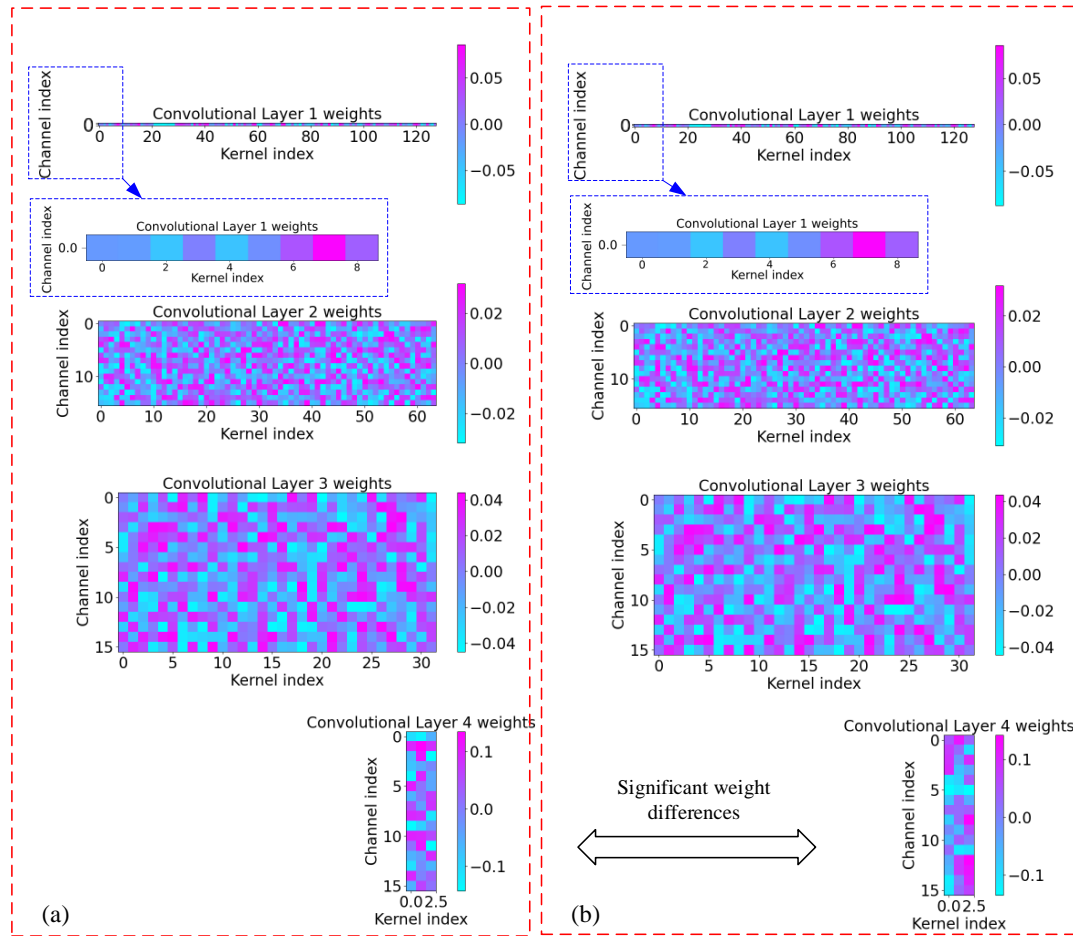 Convolutional Layer 1 weights
Channel index
0
0 20 40 60 80 100 120
Kernel index
0.05
0.00
−0.05
Convolutional Layer 1 weights
Channel index
0.0
0 2 4 6 8
Kernel index
Convolutional Layer 2 weights
Channel index
0
10
0 10 20 30 40 50 60
Kernel index
0.02
0.00
−0.02
Convolutional Layer 3 weights
Channel index
0
5
10
15
0 5 10 15 20 25 30
Kernel index
0.04
0.02
0.00
−0.02
−0.04
Convolutional Layer 4 weights
Channel index
0
5
10
15
0.02.5
Kernel index
0.1
0.0
−0.1
(a)
Convolutional Layer 1 weights
Channel index
0
0 20 40 60 80 100 120
Kernel index
0.05
0.00
−0.05
Convolutional Layer 1 weights
Channel index
0.0
0 2 4 6 8
Kernel index
Convolutional Layer 2 weights
Channel index
0
10
0 10 20 30 40 50 60
Kernel index
0.02
0.00
−0.02
Convolutional Layer 3 weights
Channel index
0
5
10
15
0 5 10 15 20 25 30
Kernel index
0.04
0.02
0.00
−0.02
−0.04
Convolutional Layer 4 weights
Channel index
0
5
10
15
0.02.5
Kernel index
0.1
0.0
−0.1
Significant weight
differences
(b)